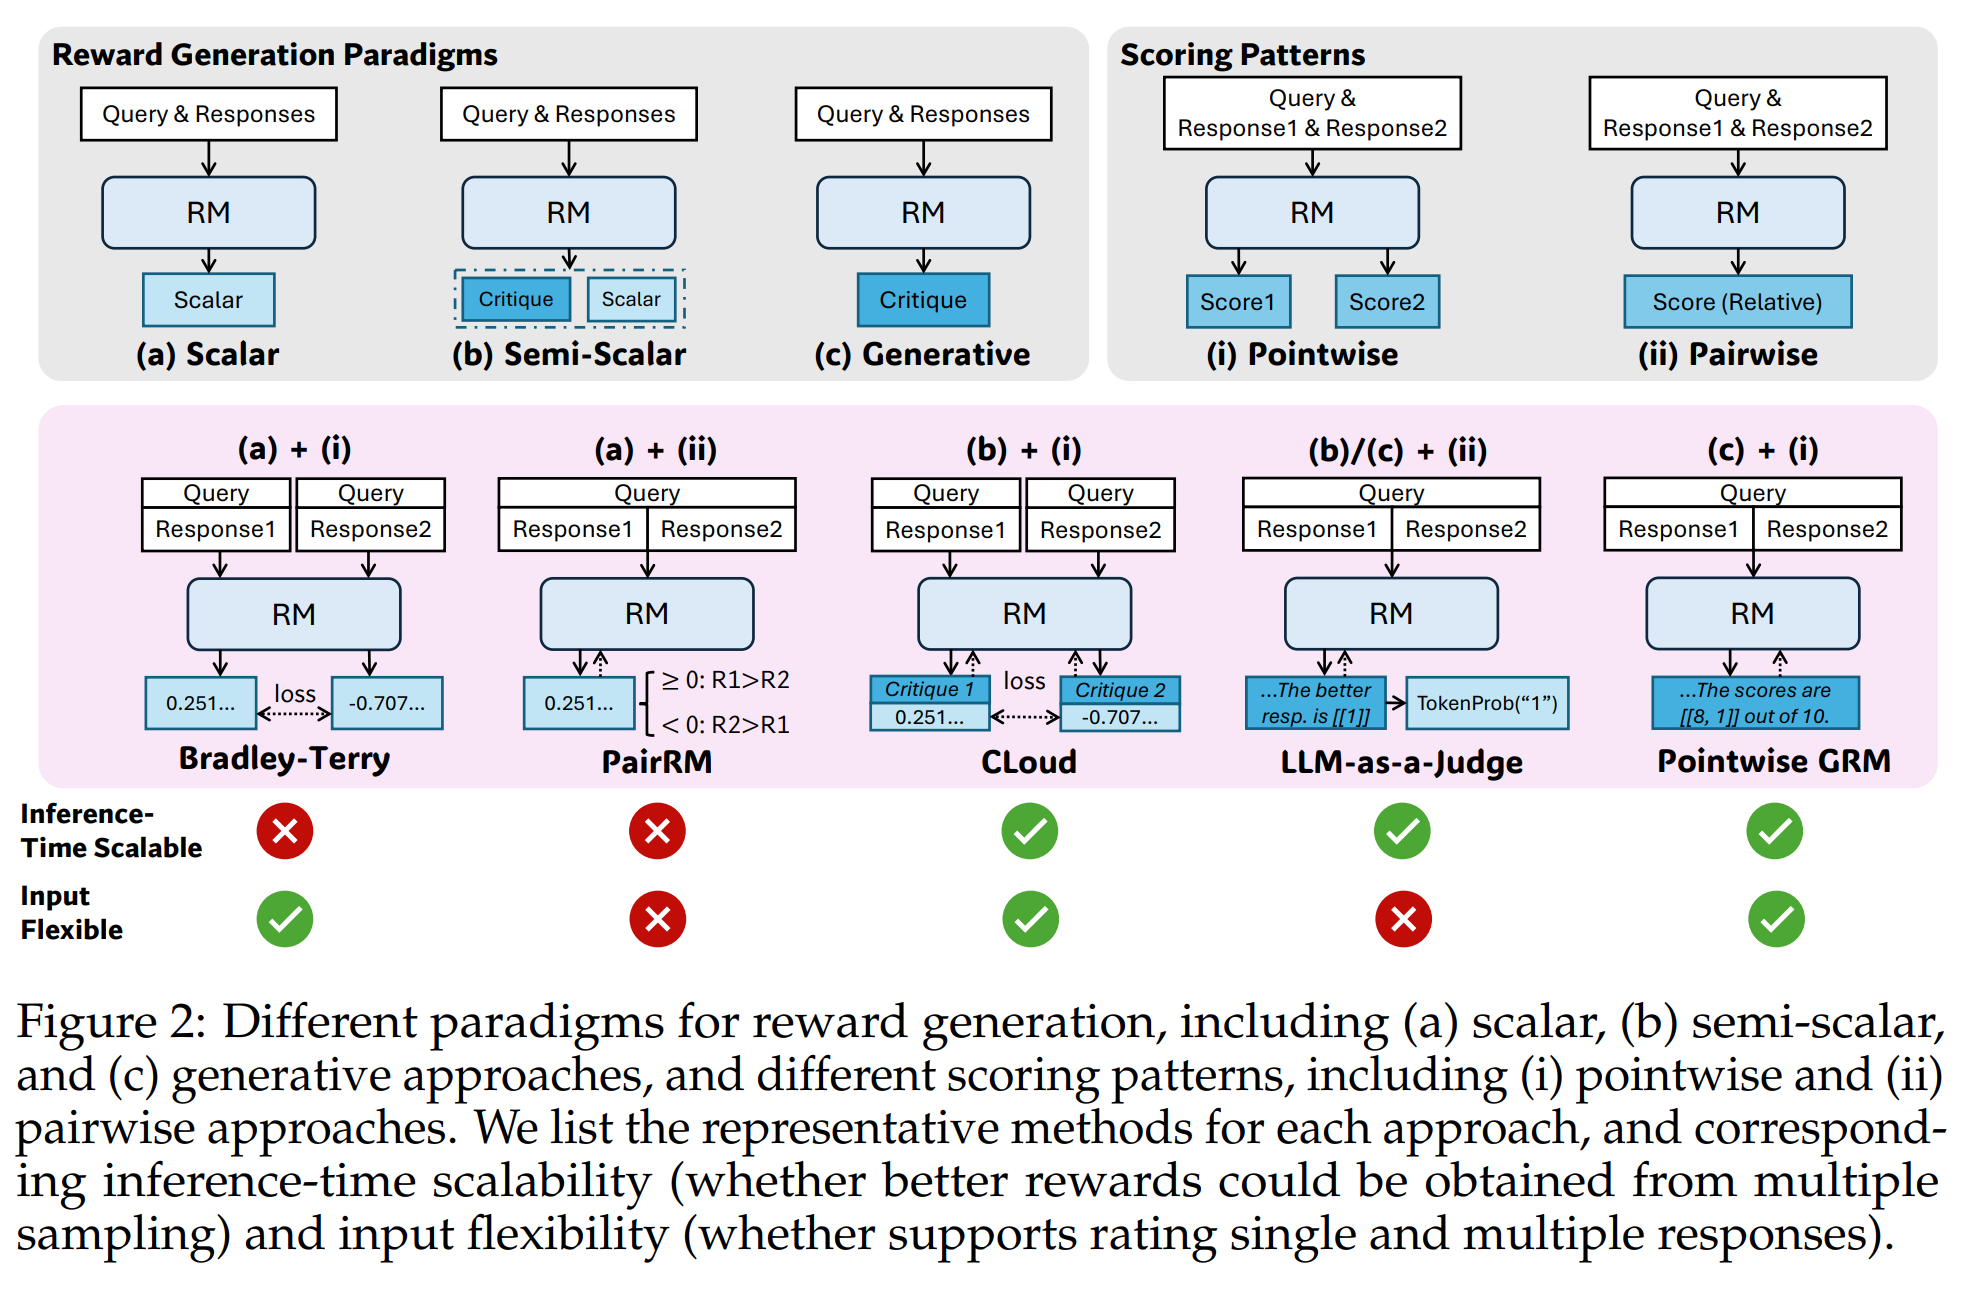 Reward Generation Paradigms
Query & Responses
RM
Scalar
(a) Scalar
Query & Responses
RM
Critique
Scalar
(b) Semi-Scalar
Query & Responses
RM
Critique
(c) Generative
Scoring Patterns
Query &
Response1 & Response2
RM
Score1
Score2
(i) Pointwise
Query &
Response1 & Response2
RM
Score (Relative)
(ii) Pairwise
(a) + (i)
Query
Response1
Query
Response2
RM
0.251...
loss
-0.707...
Bradley-Terry
(a) + (ii)
Query
Response1
Response2
RM
0.251...
≥ 0: R1>R2
< 0: R2>R1
PairRM
(b) + (i)
Query
Response1
Query
Response2
RM
Critique 1
0.251...
loss
Critique 2
-0.707...
CLoud
(b)/(c) + (ii)
Query
Response1
Response2
RM
...The better
resp. is [[1]]
TokenProb(“1”)
LLM-as-a-Judge
(c) + (i)
Query
Response1
Response2
RM
...The scores are
[[8, 1]] out of 10.
Pointwise GRM
Inference-
Time Scalable
Input
Flexible
Figure 2: Different paradigms for reward generation, including (a) scalar, (b) semi-scalar,
and (c) generative approaches, and different scoring patterns, including (i) pointwise and (ii)
pairwise approaches. We list the representative methods for each approach, and correspond-
ing inference-time scalability (whether better rewards could be obtained from multiple
sampling) and input flexibility (whether supports rating single and multiple responses).